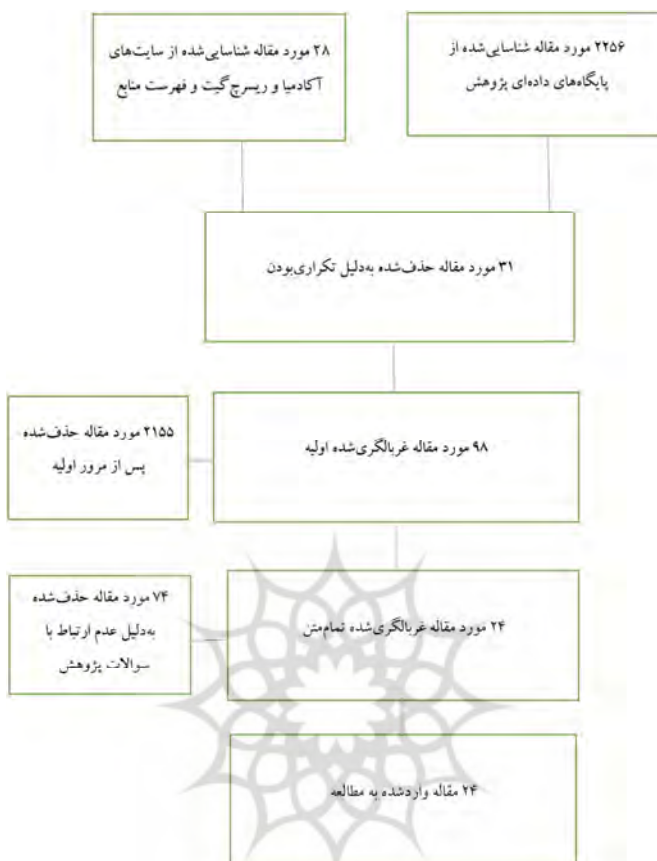 ۲۲۵۶ مورد مقاله شناسایی‌شده از
پایگاه‌های داده‌ای پژوهش
۲۸ مورد مقاله شناسایی‌شده از سایت‌های
آکادمیا و ریسرچ‌گیت و فهرست منابع
۳۱ مورد مقاله حذف‌شده به‌دلیل تکراری‌بودن
۹۸ مورد مقاله غربالگری‌شده اولیه
۲۱۵۵ مورد مقاله حذف‌شده
پس از مرور اولیه
۲۴ مورد مقاله غربالگری‌شده تمام‌متن
۷۴ مورد مقاله حذف‌شده
به‌دلیل عدم ارتباط با
سوالات پژوهش
۲۴ مقاله واردشده به مطالعه